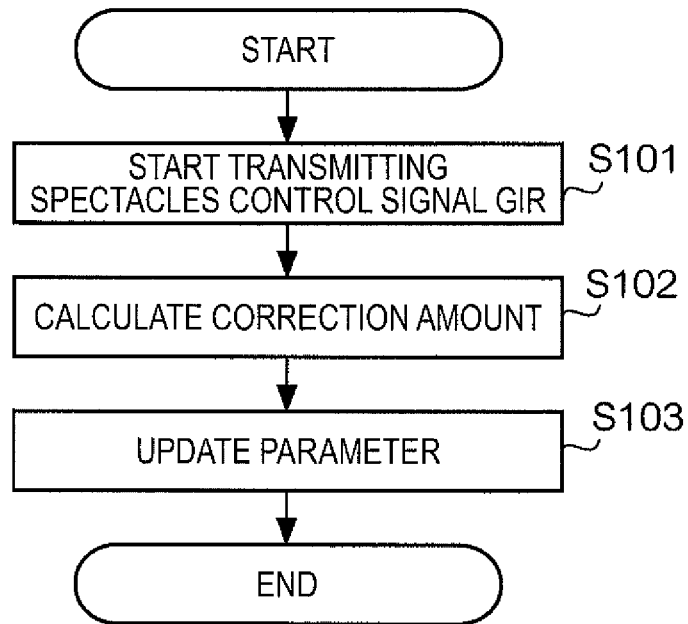 START
START TRANSMITTING
SPECTACLES CONTROL SIGNAL GIR
S101
CALCULATE CORRECTION AMOUNT
S102
UPDATE PARAMETER
S103
END